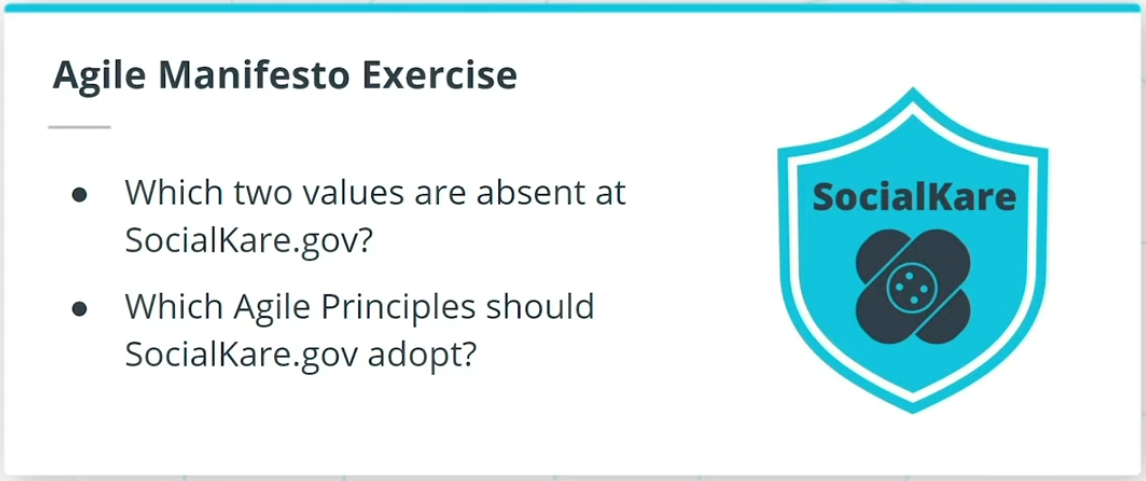 Agile Manifesto Exercise
● Which two values are absent at
SocialKare.gov?
● Which Agile Principles should
SocialKare.gov adopt?
SocialKare